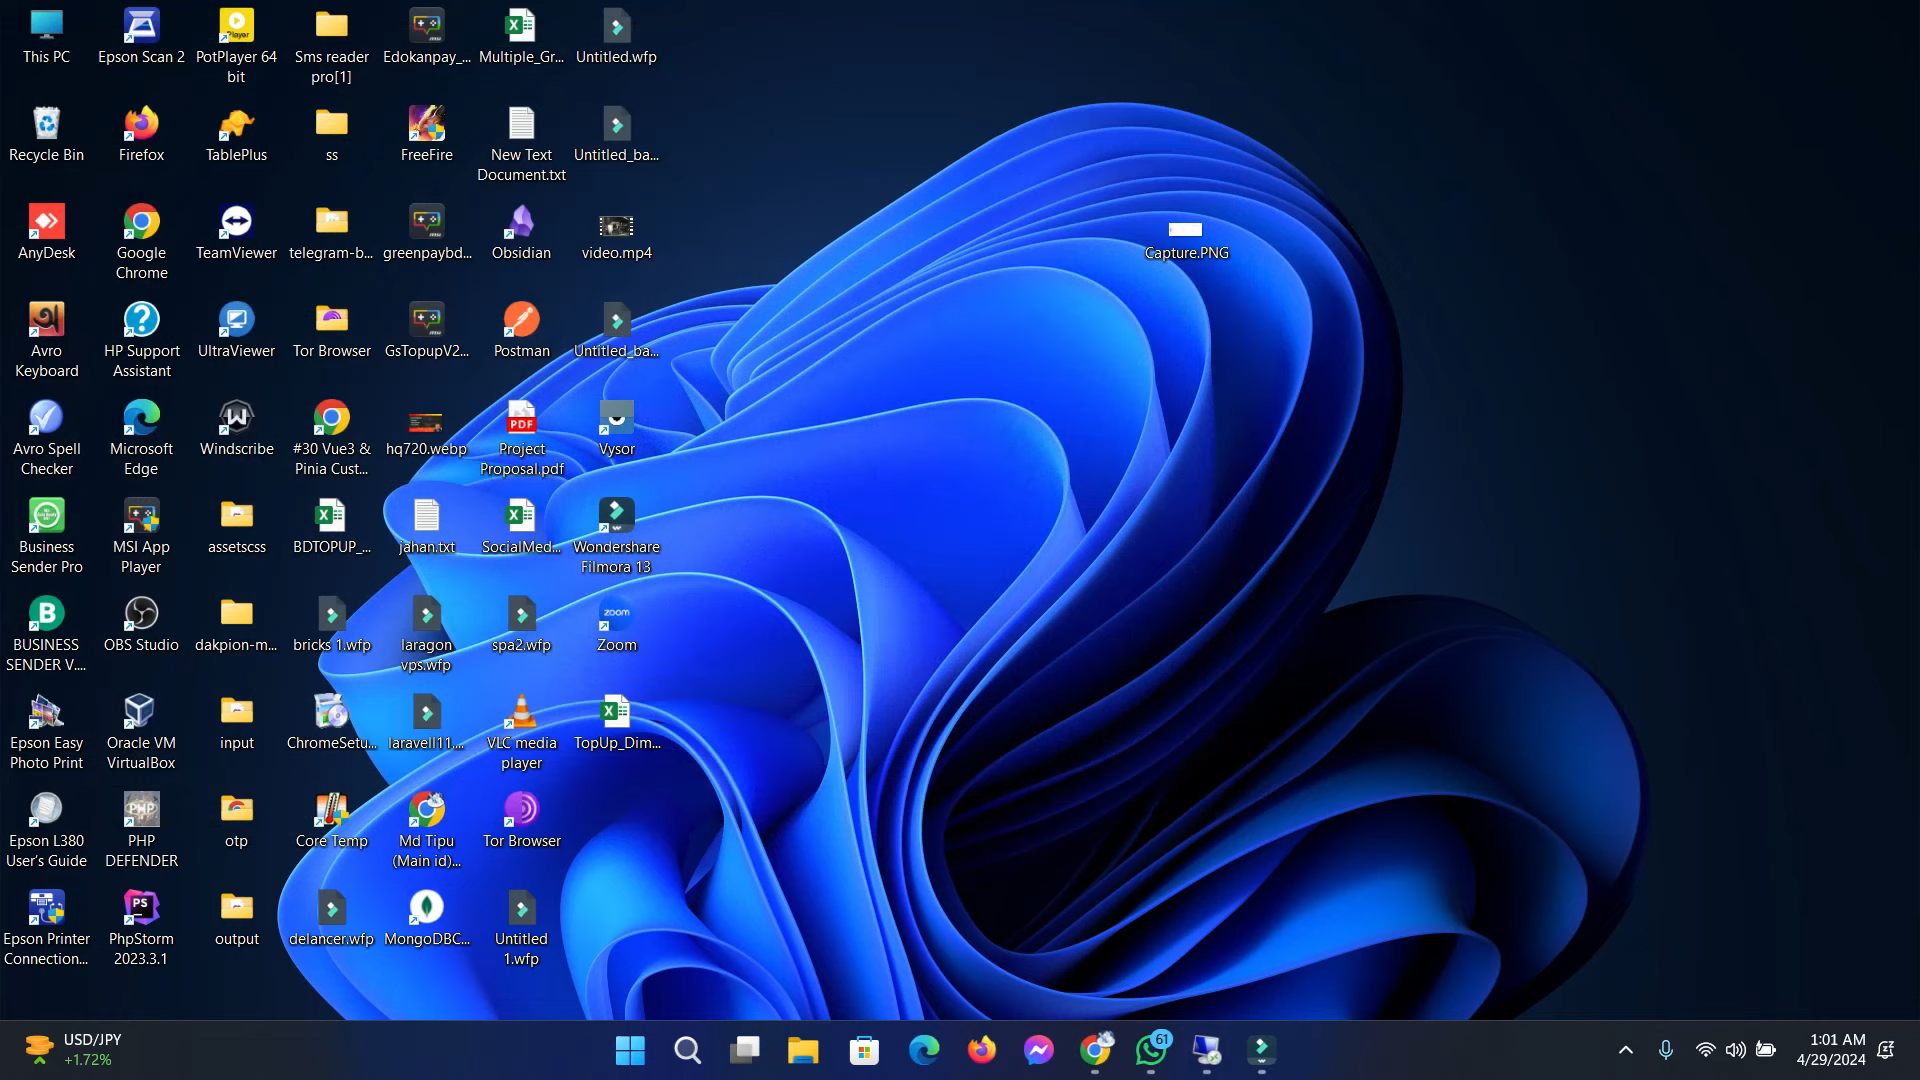 This PC
Epson Scan 2
PotPlayer 64
bit
Sms reader
pro[1]
Edokanpay_...
Multiple_Gr...
Untitled.wfp
Recycle Bin
Firefox
TablePlus
ss
FreeFire
New Text
Document.txt
Untitled_ba...
AnyDesk
Google
Chrome
TeamViewer
telegram-b...
greenpaybd...
Obsidian
video.mp4
Capture.PNG
Avro
Keyboard
HP Support
Assistant
UltraViewer
Tor Browser
GsTopupV2...
Postman
Untitled_ba...
Avro Spell
Checker
Microsoft
Edge
Windscribe
#30 Vue3 &
Pinia Cust...
hq720.webp
PDF
Project
Proposal.pdf
Vysor
Business
Sender Pro
MSI App
Player
assetscss
BDTOPUP_...
jahan.txt
SocialMed...
Wondershare
Filmora 13
BUSINESS
SENDER V....
OBS Studio
dakpion-m...
bricks 1.wfp
laragon
vps.wfp
spa2.wfp
zoom
Zoom
Epson Easy
Photo Print
Oracle VM
VirtualBox
input
ChromeSetu...
laravell11....
VLC media
player
TopUp_Dim...
Epson L380
User's Guide
PHP
DEFENDER
otp
Core Temp
Md Tipu
(Main id)...
Tor Browser
Epson Printer
Connection...
PS
PhpStorm
2023.3.1
output
delancer.wfp
MongoDBC...
Untitled
1.wfp
USD/JPY
+1.72%
61
1:01 AM
4/29/2024